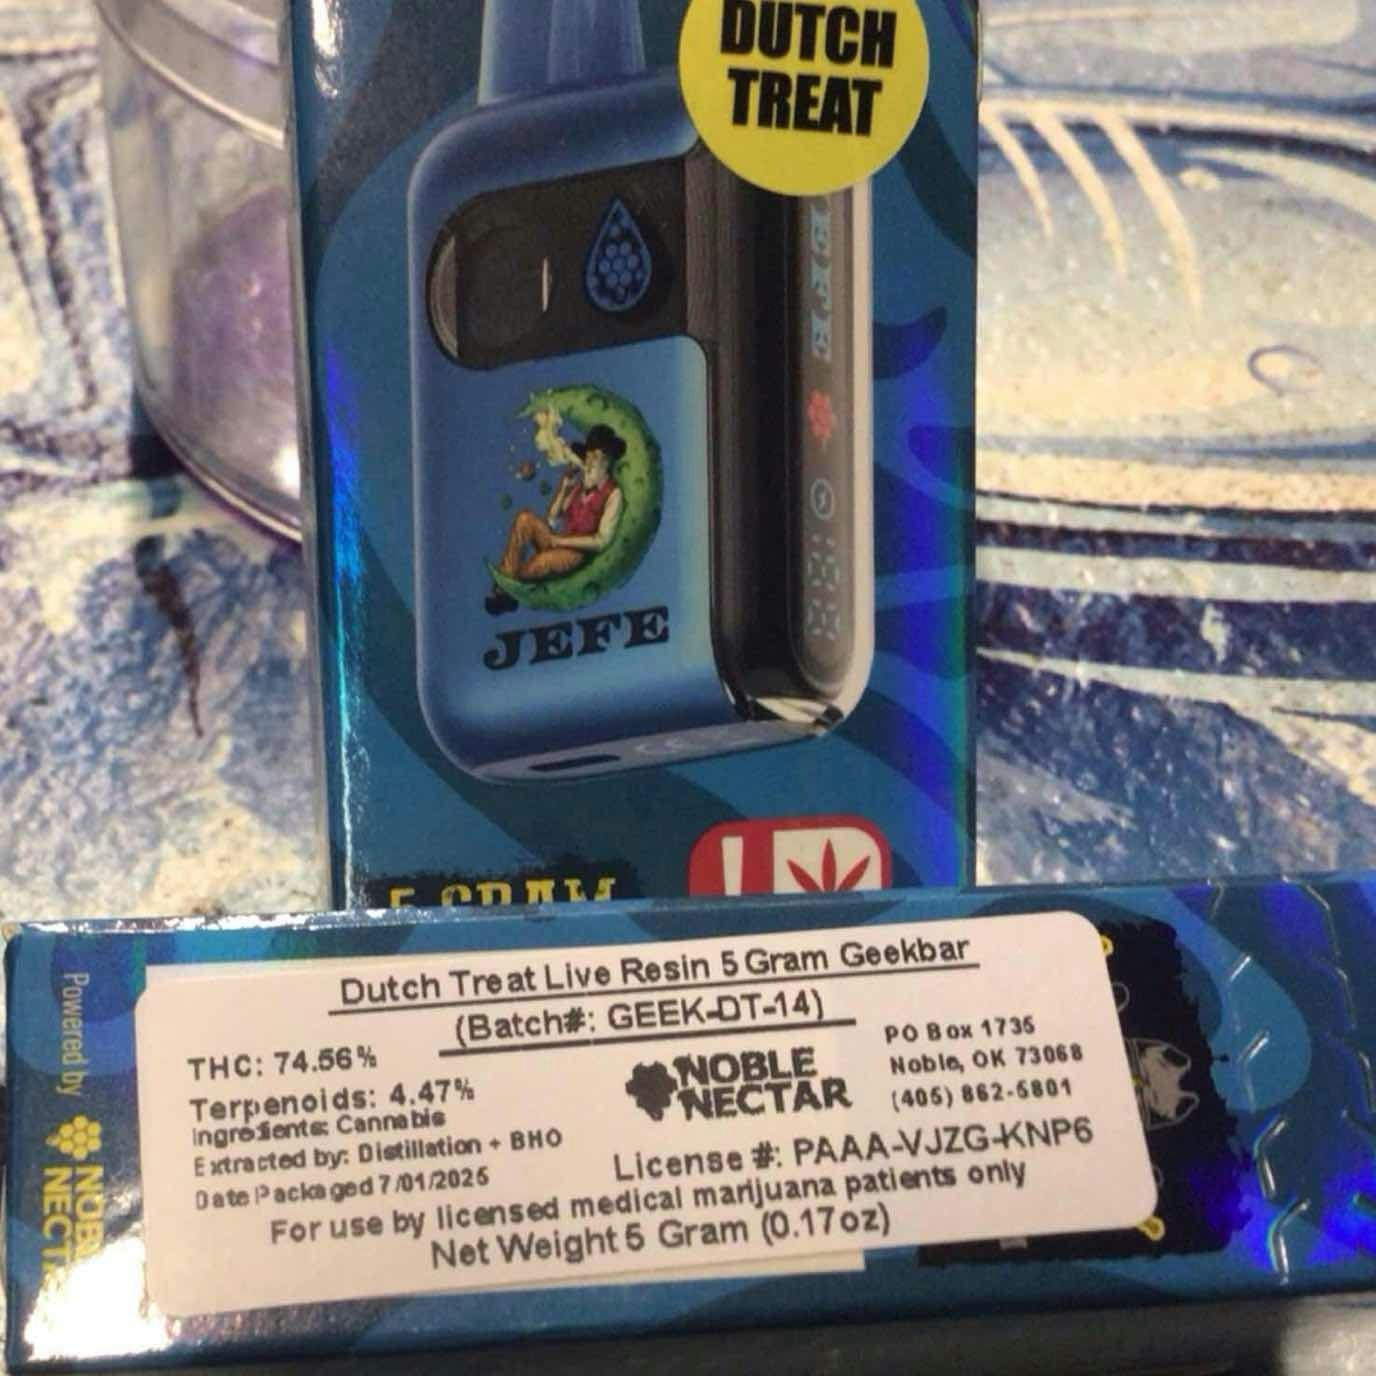 DUTCH
TREAT
JEFE
JEFE
5 GRAM
Powered by
Dutch Treat Live Resin 5 Gram Geekbar
(Batch#: GEEK-DT-14)
THC: 74.56%
Terpenoids: 4.47%
Ingredients: Cannabis
Extracted by: Distillation + BHO
Date Packaged 7/01/2025
NOBLE
NECTAR
PO Box 1735
Noble, OK 73068
(405) 862-5801
License #: PAAA-VJZG-KNP6
For use by licensed medical marijuana patients only
Net Weight 5 Gram (0.17oz)